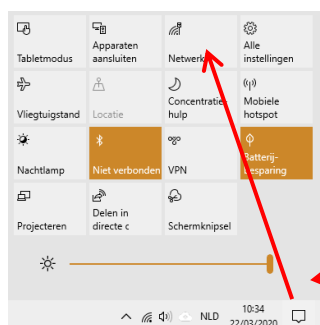 Tabletmodus
Apparaten
aansluiten
Netwerk
Alle
instellingen
Vliegtuigstand
Locatie
Concentratie-
hulp
Mobiele
hotspot
Nachtlamp
Niet verbonden
VPN
Batterij-
besparing
Projecteren
Delen in
directe c
Schermknipsel
NLD
10:34
22/03/2020